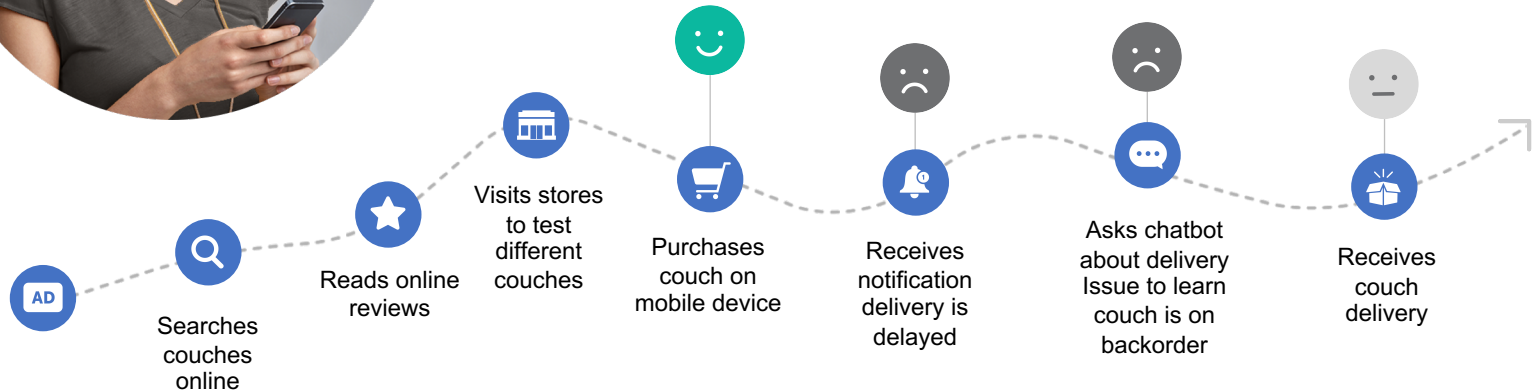 AD
Searches
couches
online
Reads online
reviews
Visits stores
to test
different
couches
Purchases
couch on
mobile device
1
Receives
notification
delivery is
delayed
Asks chatbot
about delivery
Issue to learn
couch is on
backorder
Receives
couch
delivery